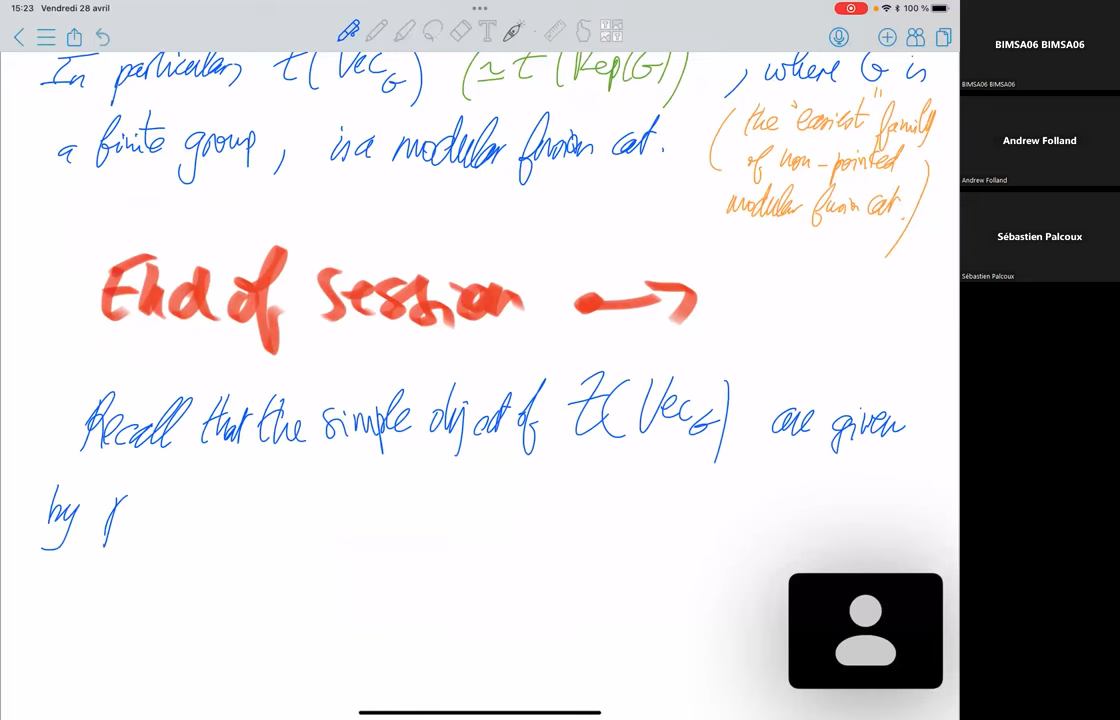 15:23 Vendredi 28 avril
100 %
In particular, Z(Vec_G) (≃ Z(Rep(G))), where G is
a finite group, is a modular fusion cat.
(the "easiest" family
of non-pointed
modular fusion cat.)
End of session
Recall that the simple object of Z(Vec_G) are given
by
BIMSA06 BIMSA06
BIMSA06 BIMSA06
Andrew Folland
Andrew Folland
Sébastien Palcoux
Sébastien Palcoux